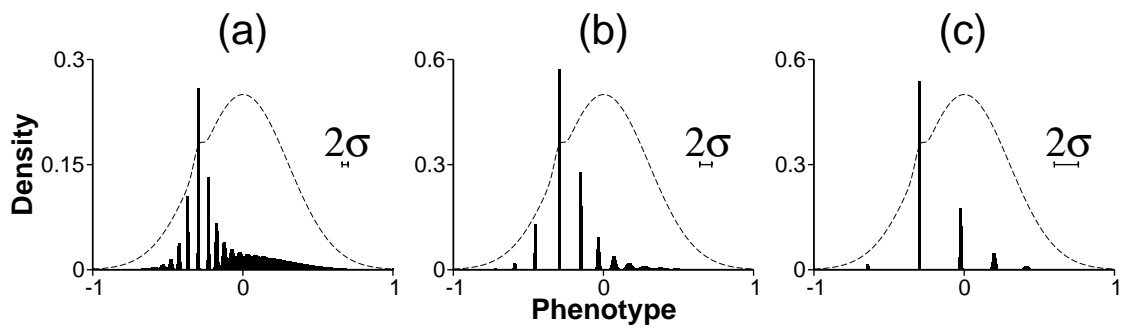 (a) (b) (c)
0.3 0.6 0.6
2σ 2σ 2σ
Density
0.15 0.3 0.3
0 0 0
-1 0 1 -1 0 1 -1 0 1
Phenotype